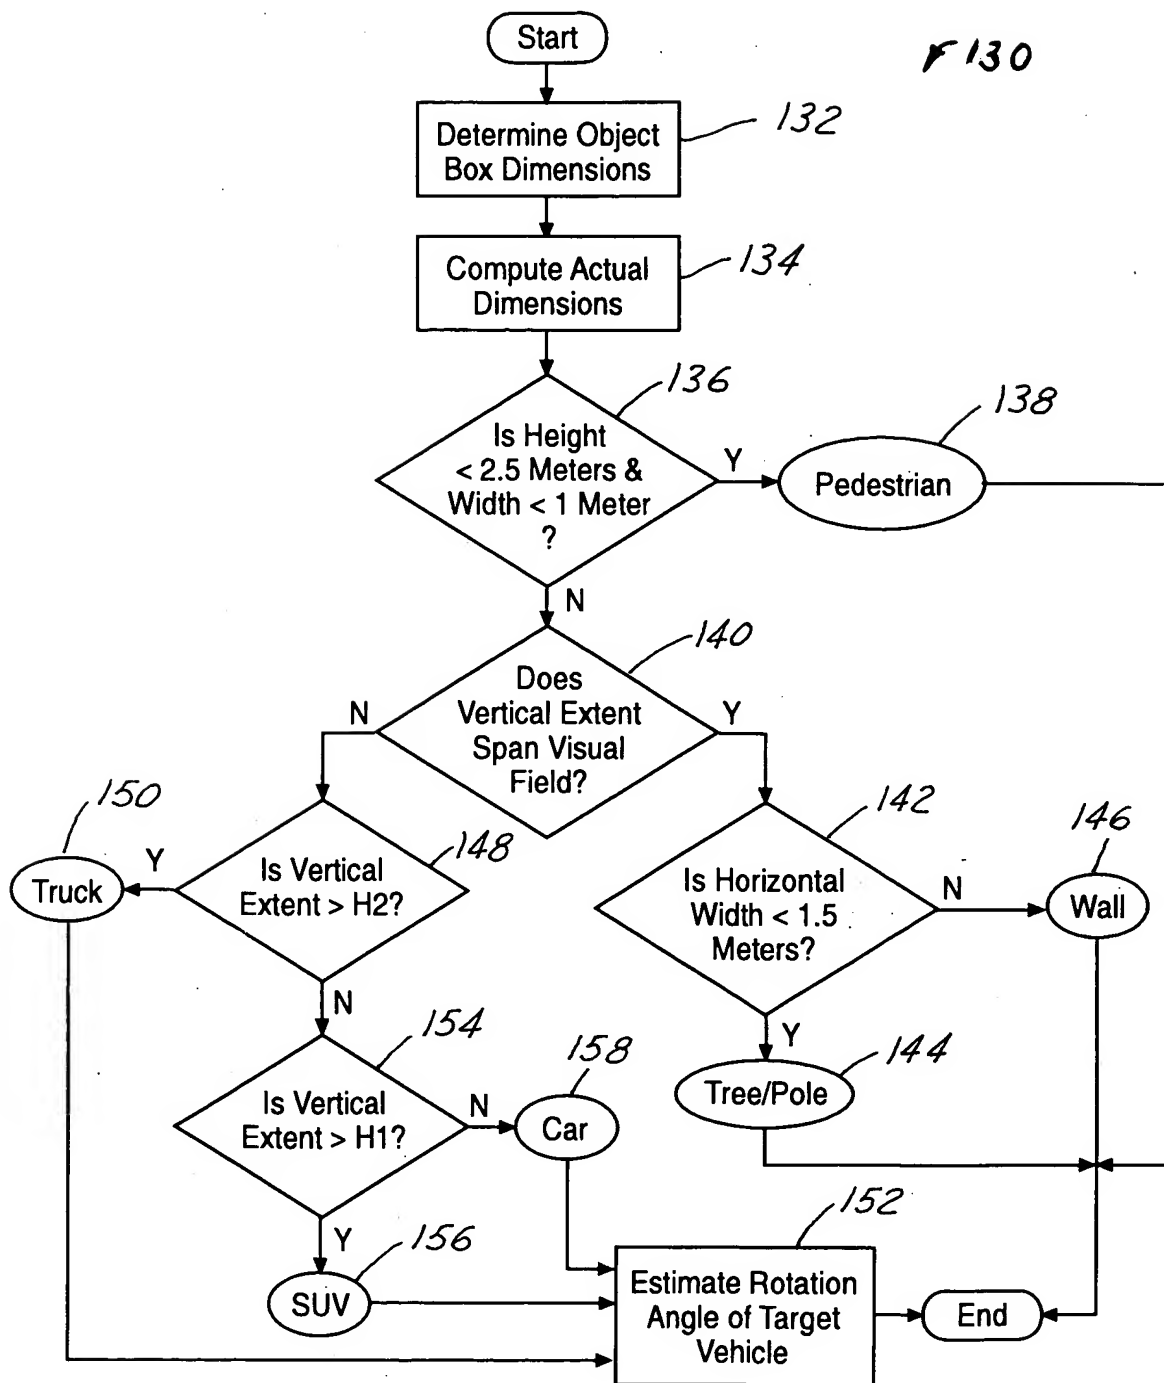 Start
130
132
Determine Object
Box Dimensions
134
Compute Actual
Dimensions
136
Is Height
< 2.5 Meters &
Width < 1 Meter
?
Y
138
Pedestrian
N
140
Does
Vertical Extent
Span Visual
Field?
N
Y
150
148
142
146
Truck
Y
Is Vertical
Extent > H2?
Is Horizontal
Width < 1.5
Meters?
N
Wall
N
154
158
Y
144
Is Vertical
Extent > H1?
N
Car
Tree/Pole
Y
156
SUV
152
Estimate Rotation
Angle of Target
Vehicle
End